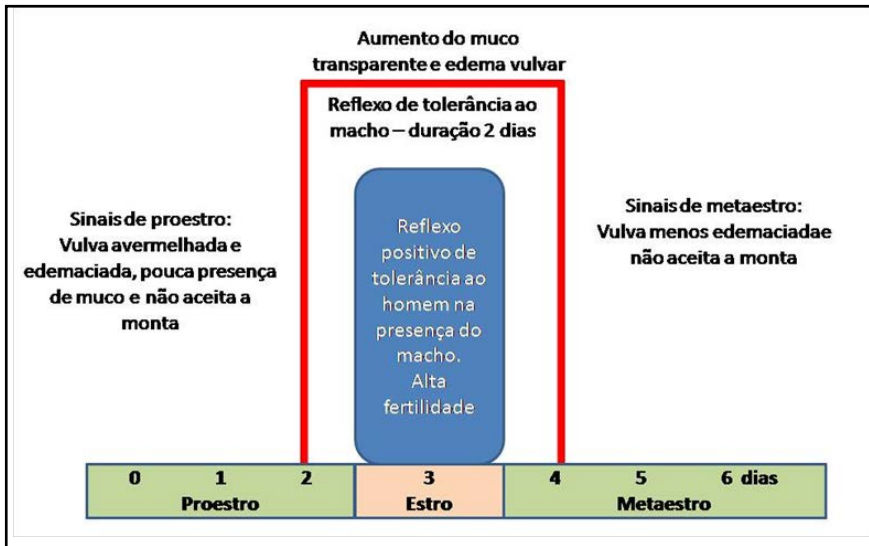 Aumento do muco
transparente e edema vulvar
Reflexo de tolerância ao
macho – duração 2 dias
Sinais de proestro:
Vulva avermelhada e
edemaciada, pouca presença
de muco e não aceita a
monta
Reflexo
positivo de
tolerância ao
homem na
presença do
macho.
Alta
fertilidade
Sinais de metaestro:
Vulva menos edemaciadae
não aceita a monta
0 1 2 3 4 5 6 dias
Proestro Estro Metaestro